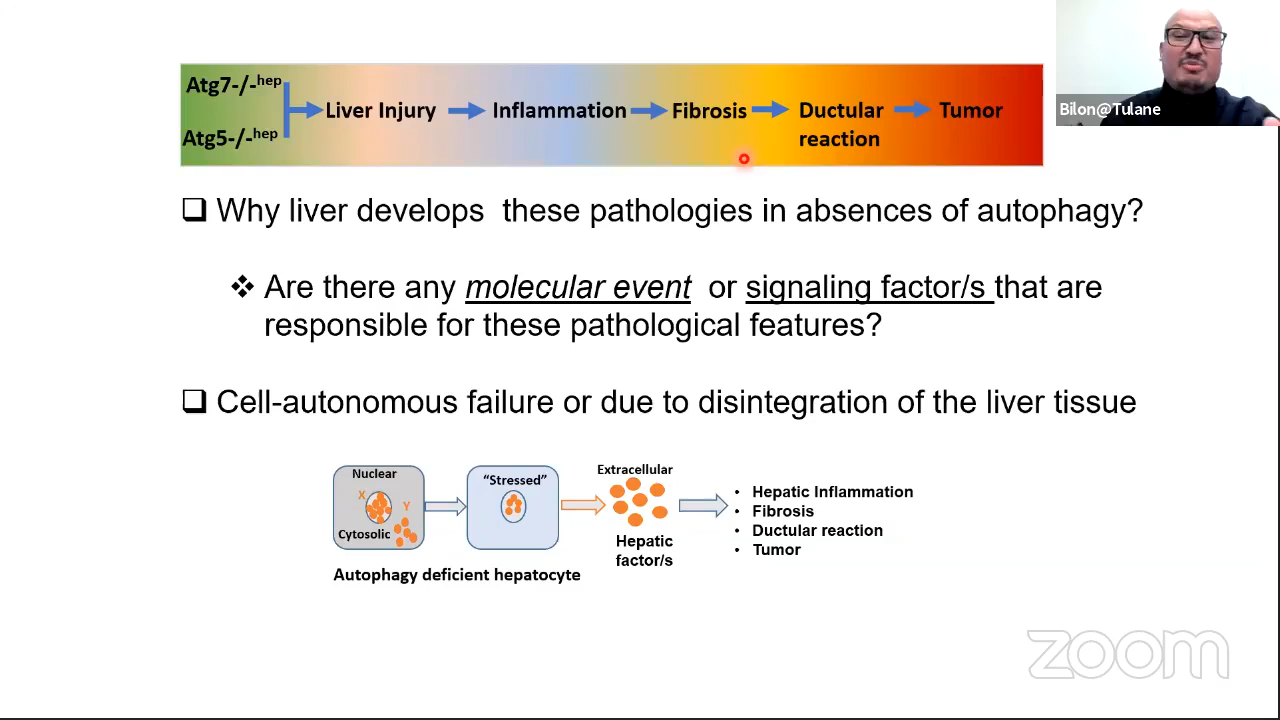 Atg7-/-hep
Atg5-/-hep
Liver Injury
Inflammation
Fibrosis
Ductular
reaction
Tumor
Bilon@Tulane
❑ Why liver develops  these pathologies in absences of autophagy?
❖ Are there any molecular event  or signaling factor/s that are
responsible for these pathological features?
❑ Cell-autonomous failure or due to disintegration of the liver tissue
Nuclear
X
Y
Cytosolic
“Stressed”
Autophagy deficient hepatocyte
Extracellular
Hepatic
factor/s
• Hepatic Inflammation
• Fibrosis
• Ductular reaction
• Tumor
zoom